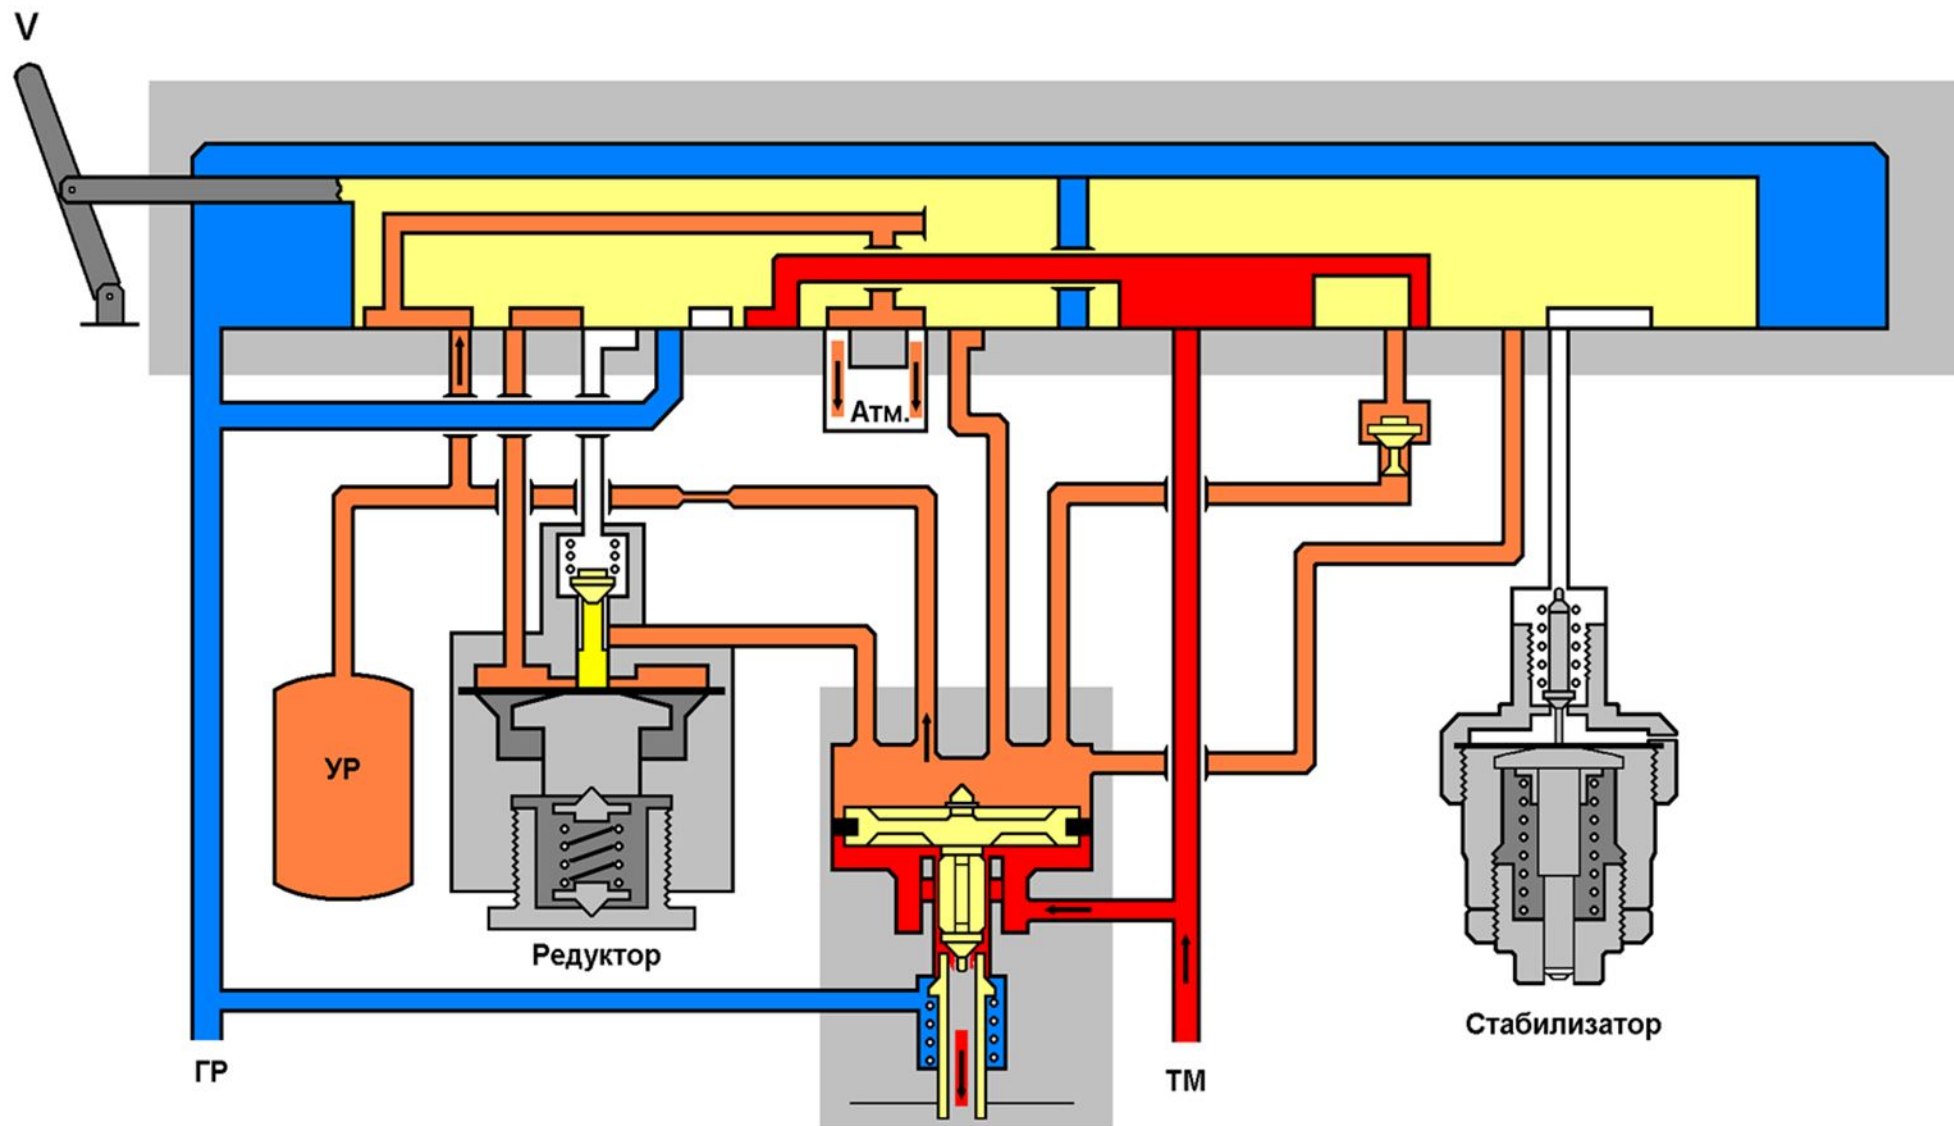 V
Атм.
УР
Редуктор
Стабилизатор
ГР
ТМ